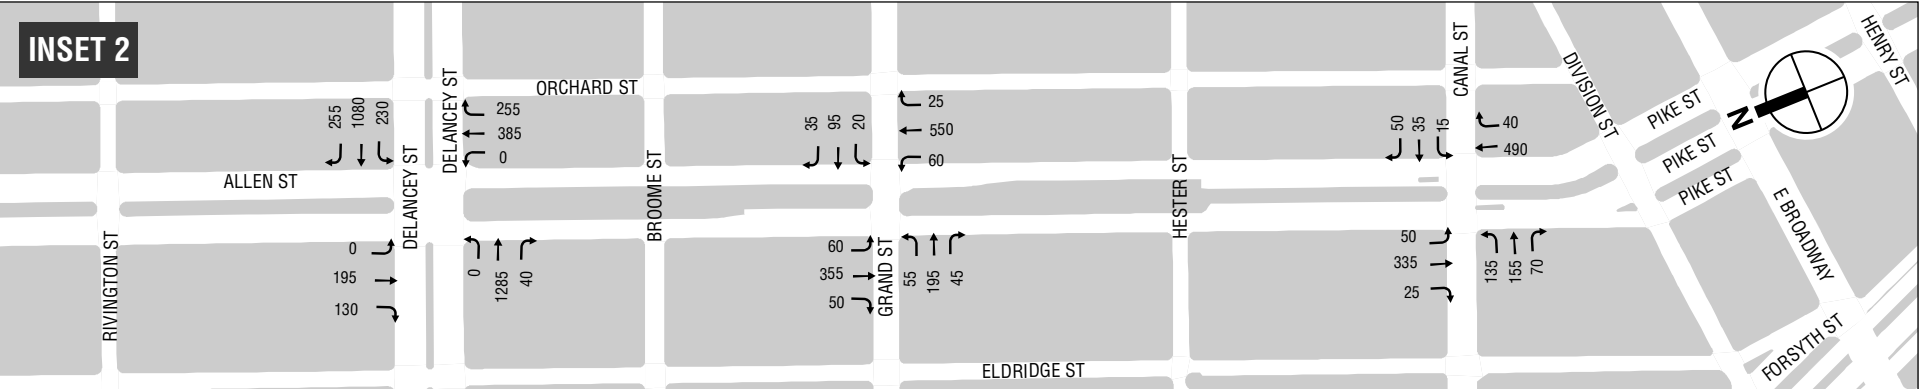 INSET 2
HENRY ST
CANAL ST
DIVISION ST
DELANCEY ST
ORCHARD ST
255
1080
230
255
385
0
35
95
20
25
550
60
50
35
15
40
490
PIKE ST
PIKE ST
PIKE ST
N
ALLEN ST
DELANCEY ST
BROOME ST
HESTER ST
E BROADWAY
RIVINGTON ST
GRAND ST
0
195
130
0
1285
40
60
355
50
55
195
45
50
335
25
135
155
70
ELDRIDGE ST
FORSYTH ST